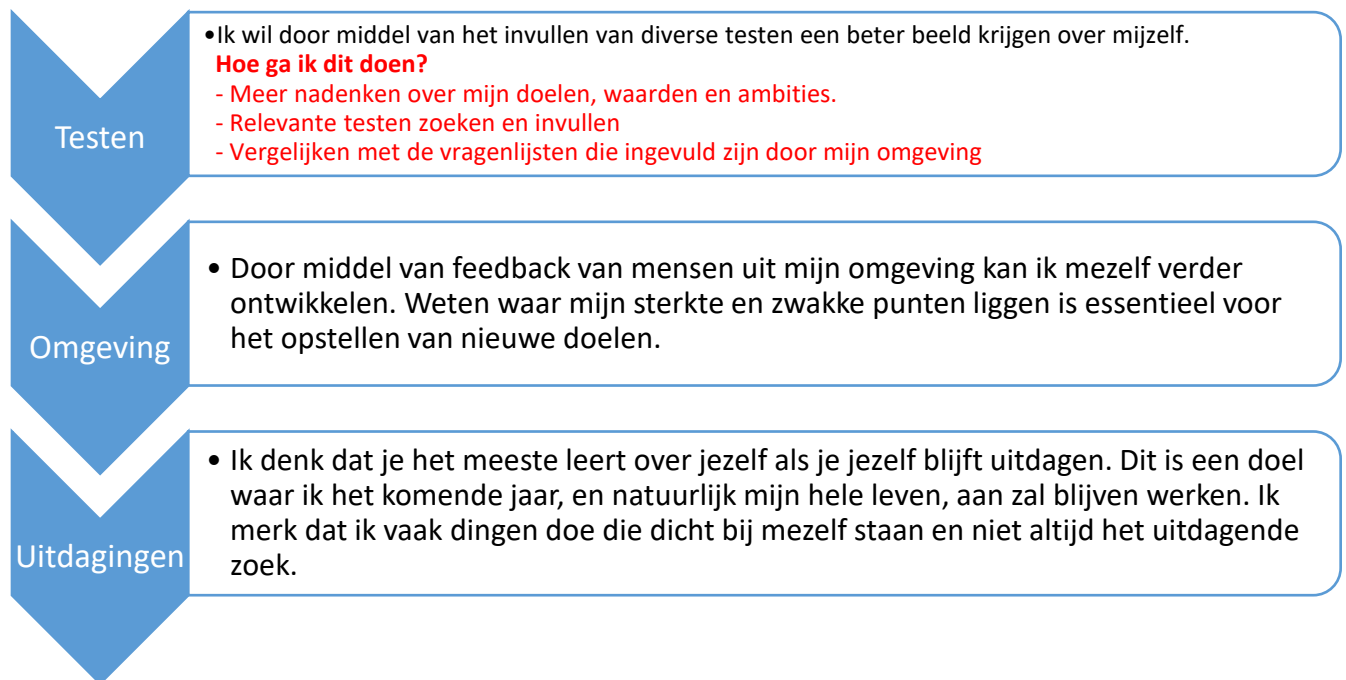 •Ik wil door middel van het invullen van diverse testen een beter beeld krijgen over mijzelf.
Hoe ga ik dit doen?
- Meer nadenken over mijn doelen, waarden en ambities.
- Relevante testen zoeken en invullen
- Vergelijken met de vragenlijsten die ingevuld zijn door mijn omgeving
Testen
• Door middel van feedback van mensen uit mijn omgeving kan ik mezelf verder
ontwikkelen. Weten waar mijn sterkte en zwakke punten liggen is essentieel voor
het opstellen van nieuwe doelen.
Omgeving
• Ik denk dat je het meeste leert over jezelf als je jezelf blijft uitdagen. Dit is een doel
waar ik het komende jaar, en natuurlijk mijn hele leven, aan zal blijven werken. Ik
merk dat ik vaak dingen doe die dicht bij mezelf staan en niet altijd het uitdagende
zoek.
Uitdagingen